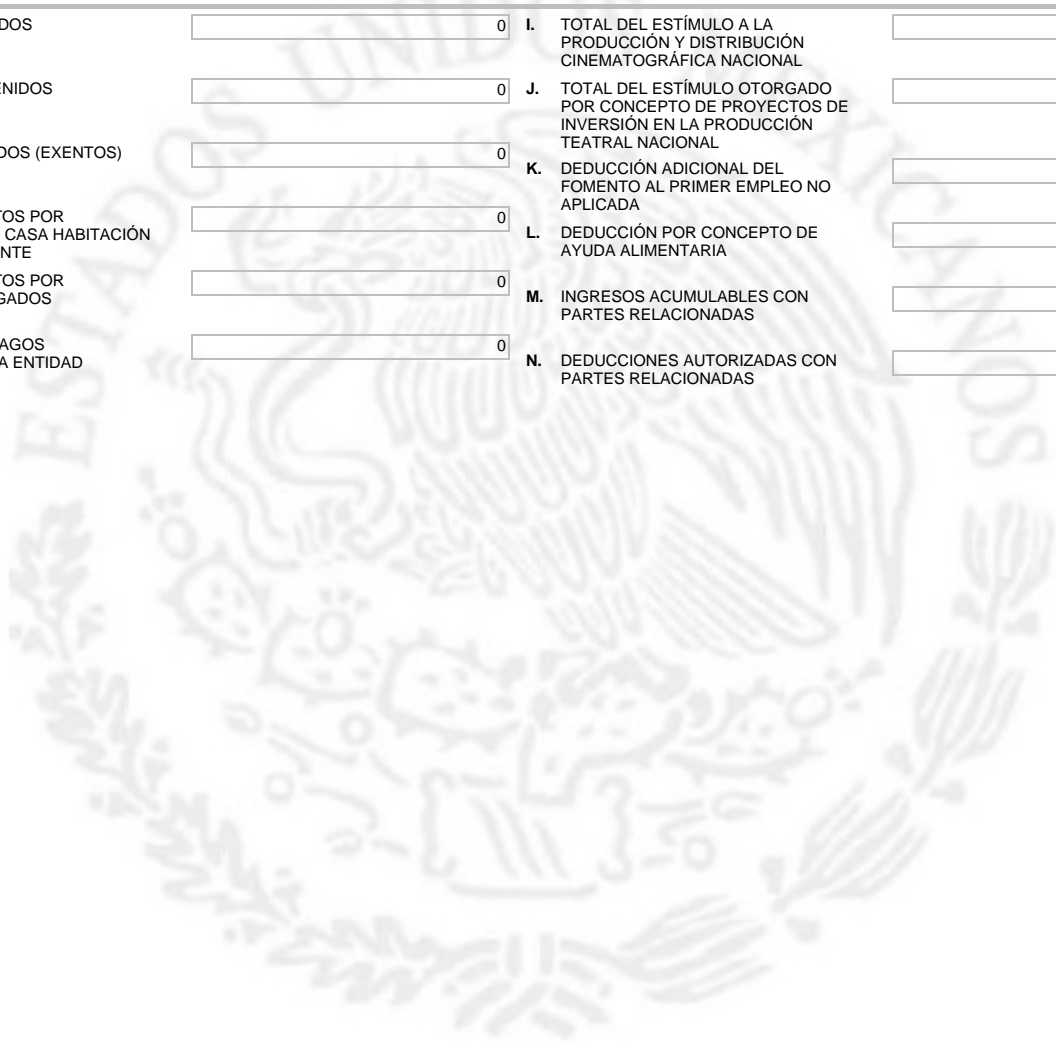 DOS
0
ENIDOS
0
DOS (EXENTOS)
0
TOS POR
CASA HABITACIÓN
NTE
0
TOS POR
GADOS
0
AGOS
A ENTIDAD
0
I. TOTAL DEL ESTÍMULO A LA
PRODUCCIÓN Y DISTRIBUCIÓN
CINEMATOGRÁFICA NACIONAL
J. TOTAL DEL ESTÍMULO OTORGADO
POR CONCEPTO DE PROYECTOS DE
INVERSIÓN EN LA PRODUCCIÓN
TEATRAL NACIONAL
K. DEDUCCIÓN ADICIONAL DEL
FOMENTO AL PRIMER EMPLEO NO
APLICADA
L. DEDUCCIÓN POR CONCEPTO DE
AYUDA ALIMENTARIA
M. INGRESOS ACUMULABLES CON
PARTES RELACIONADAS
N. DEDUCCIONES AUTORIZADAS CON
PARTES RELACIONADAS
ESTADOS UNIDOS MEXICANOS